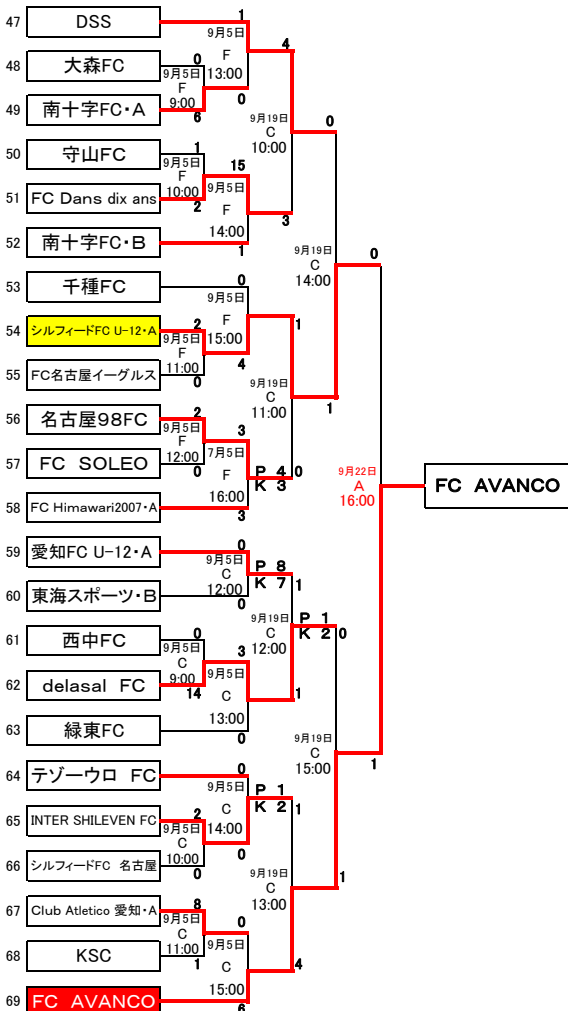 47 DSS 1
9月5日
F
13:00
4
48 大森FC 0
9月5日
F
9:00
49 南十字FC・A 6
0
9月19日
C
10:00
0
50 守山FC 1
9月5日
F
10:00
15
51 FC Dans dix ans 2
9月5日
F
14:00
3
52 南十字FC・B 1
9月19日
C
14:00
0
53 千種FC 0
9月5日
F
15:00
1
54 シルフィードFC U-12・A 2
9月5日
F
11:00
4
55 FC名古屋イーグルス 0
9月19日
C
11:00
1
56 名古屋98FC 2
9月5日
F
12:00
3
57 FC SOLEO 0
7月5日
F
16:00
P 4
K 3
0
58 FC Himawari2007・A 3
9月22日
A
16:00
FC AVANCO
59 愛知FC U-12・A 0
9月5日
C
12:00
P 8
K 7
1
60 東海スポーツ・B 0
9月19日
C
12:00
P 1
K 2
0
61 西中FC 0
9月5日
C
9:00
3
62 delasal FC 14
9月5日
C
13:00
1
63 緑東FC 0
9月19日
C
15:00
1
64 テゾーウロ FC 0
9月5日
C
14:00
P 1
K 2
1
65 INTER SHILEVEN FC 2
9月5日
C
10:00
0
66 シルフィードFC 名古屋 0
9月19日
C
13:00
1
67 Club Atletico 愛知・A 8
9月5日
C
11:00
0
68 KSC 1
9月5日
C
15:00
4
69 FC AVANCO 6